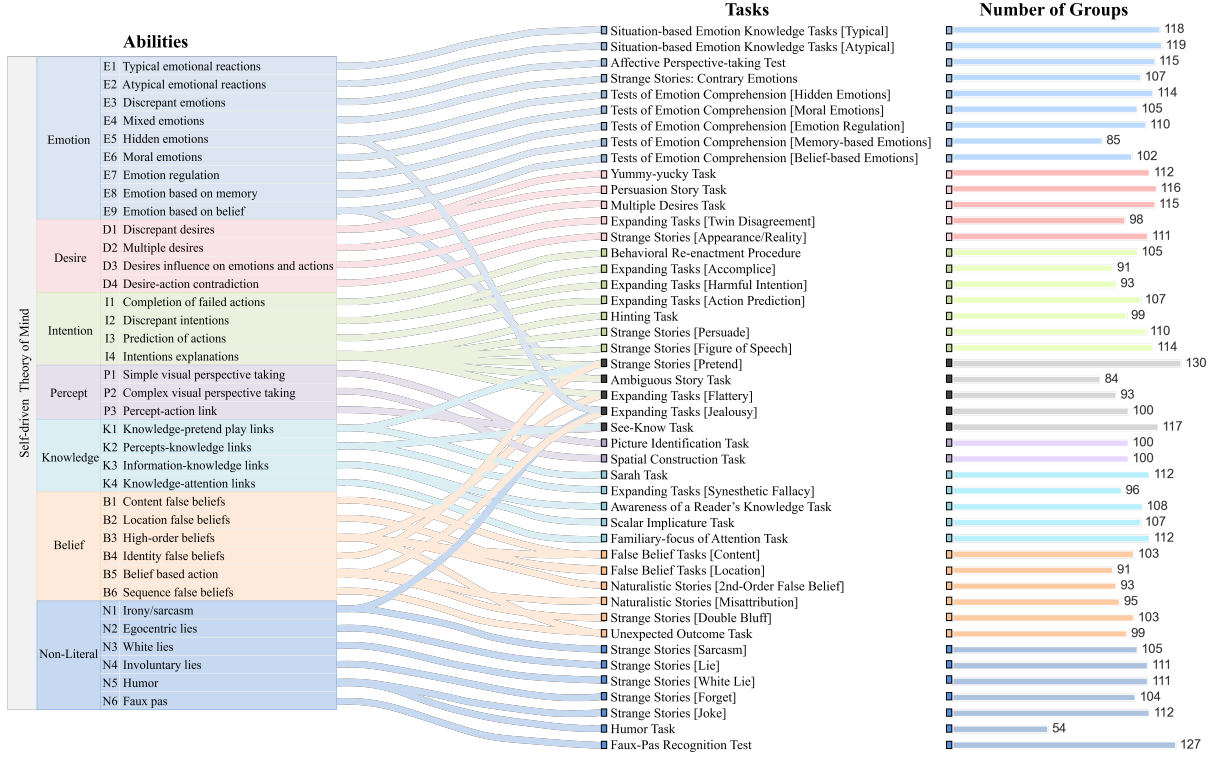 Abilities
Tasks
Number of Groups
Self-driven Theory of Mind
Emotion
E1 Typical emotional reactions
E2 Atypical emotional reactions
E3 Discrepant emotions
E4 Mixed emotions
E5 Hidden emotions
E6 Moral emotions
E7 Emotion regulation
E8 Emotion based on memory
E9 Emotion based on belief
Desire
D1 Discrepant desires
D2 Multiple desires
D3 Desires influence on emotions and actions
D4 Desire-action contradiction
Intention
I1 Completion of failed actions
I2 Discrepant intentions
I3 Prediction of actions
I4 Intentions explanations
Percept
P1 Simple visual perspective taking
P2 Complex visual perspective taking
P3 Percept-action link
Knowledge
K1 Knowledge-pretend play links
K2 Percepts-knowledge links
K3 Information-knowledge links
K4 Knowledge-attention links
Belief
B1 Content false beliefs
B2 Location false beliefs
B3 High-order beliefs
B4 Identity false beliefs
B5 Belief based action
B6 Sequence false beliefs
Non-Literal
N1 Irony/sarcasm
N2 Egocentric lies
N3 White lies
N4 Involuntary lies
N5 Humor
N6 Faux pas
Situation-based Emotion Knowledge Tasks [Typical] 118
Situation-based Emotion Knowledge Tasks [Atypical] 119
Affective Perspective-taking Test 115
Strange Stories: Contrary Emotions 107
Tests of Emotion Comprehension [Hidden Emotions] 114
Tests of Emotion Comprehension [Moral Emotions] 105
Tests of Emotion Comprehension [Emotion Regulation] 110
Tests of Emotion Comprehension [Memory-based Emotions] 85
Tests of Emotion Comprehension [Belief-based Emotions] 102
Yummy-yucky Task 112
Persuasion Story Task 116
Multiple Desires Task 115
Expanding Tasks [Twin Disagreement] 98
Strange Stories [Appearance/Reality] 111
Behavioral Re-enactment Procedure 105
Expanding Tasks [Accomplice] 91
Expanding Tasks [Harmful Intention] 93
Expanding Tasks [Action Prediction] 107
Hinting Task 99
Strange Stories [Persuade] 110
Strange Stories [Figure of Speech] 114
Strange Stories [Pretend] 130
Ambiguous Story Task 84
Expanding Tasks [Flattery] 93
Expanding Tasks [Jealousy] 100
See-Know Task 117
Picture Identification Task 100
Spatial Construction Task 100
Sarah Task 112
Expanding Tasks [Synesthetic Fallacy] 96
Awareness of a Reader's Knowledge Task 108
Scalar Implicature Task 107
Familiary-focus of Attention Task 112
False Belief Tasks [Content] 103
False Belief Tasks [Location] 91
Naturalistic Stories [2nd-Order False Belief] 93
Naturalistic Stories [Misattribution] 95
Strange Stories [Double Bluff] 103
Unexpected Outcome Task 99
Strange Stories [Sarcasm] 105
Strange Stories [Lie] 111
Strange Stories [White Lie] 111
Strange Stories [Forget] 104
Strange Stories [Joke] 112
Humor Task 54
Faux-Pas Recognition Test 127